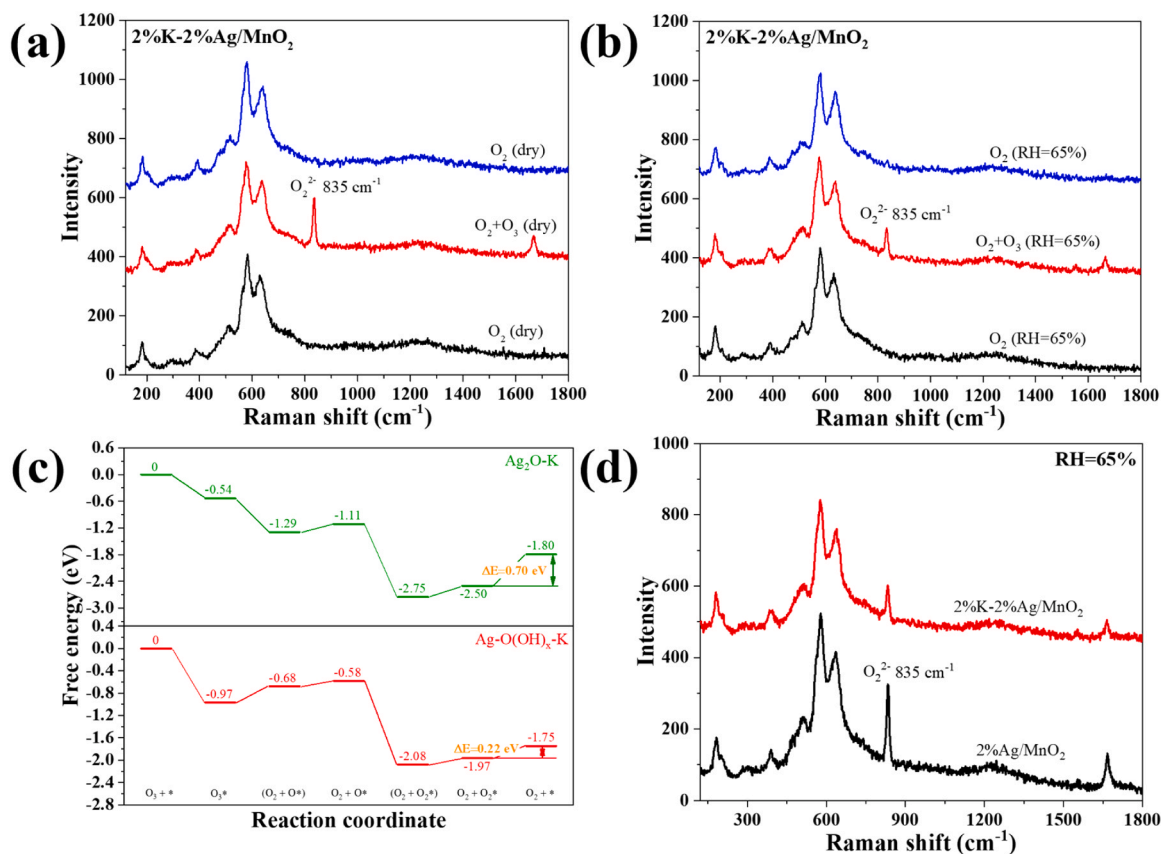 (a)
2%K-2%Ag/MnO₂
1200
1000
800
600
400
200
0
Intensity
O₂ (dry)
O₂²⁻ 835 cm⁻¹
O₂+O₃ (dry)
O₂ (dry)
200 400 600 800 1000 1200 1400 1600 1800
Raman shift (cm⁻¹)
(b)
2%K-2%Ag/MnO₂
1200
1000
800
600
400
200
0
Intensity
O₂ (RH=65%)
O₂²⁻ 835 cm⁻¹
O₂+O₃ (RH=65%)
O₂ (RH=65%)
200 400 600 800 1000 1200 1400 1600 1800
Raman shift (cm⁻¹)
(c)
Free energy (eV)
0.6
0.0
-0.6
-1.2
-1.8
-2.4
-3.0
Ag₂O-K
0
-0.54
-1.29
-1.11
-2.75
-2.50
-1.80
ΔE=0.70 eV
0.4
0.0
-0.4
-0.8
-1.2
-1.6
-2.0
-2.4
-2.8
Ag-O(OH)ₓ-K
0
-0.97
-0.68
-0.58
-2.08
-1.97
-1.75
ΔE=0.22 eV
O₃ + * O₃* (O₂ + O*) O₂ + O* (O₂ + O₂*) O₂ + O₂* O₂ + *
Reaction coordinate
(d)
RH=65%
1000
800
600
400
200
0
Intensity
2%K-2%Ag/MnO₂
O₂²⁻ 835 cm⁻¹
2%Ag/MnO₂
300 600 900 1200 1500 1800
Raman shift (cm⁻¹)